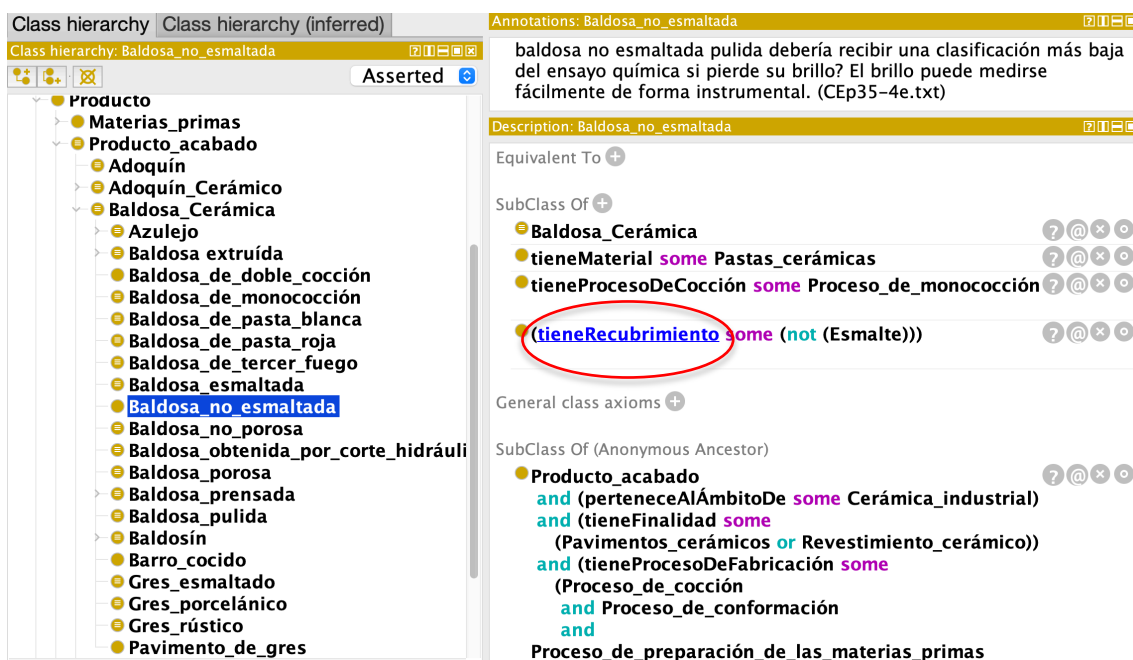 Class hierarchy
Class hierarchy (inferred)
Class hierarchy: Baldosa_no_esmaltada
Asserted
Producto
Materias_primas
Producto_acabado
Adoquín
Adoquín_Cerámico
Baldosa_Cerámica
Azulejo
Baldosa extruída
Baldosa_de_doble_cocción
Baldosa_de_monococción
Baldosa_de_pasta_blanca
Baldosa_de_pasta_roja
Baldosa_de_tercer_fuego
Baldosa_esmaltada
Baldosa_no_esmaltada
Baldosa_no_porosa
Baldosa_obtenida_por_corte_hidrauli
Baldosa_porosa
Baldosa_prensada
Baldosa_pulida
Baldosín
Barro_cocido
Gres_esmaltado
Gres_porcelánico
Gres_rústico
Pavimento_de_gres
Annotations: Baldosa_no_esmaltada
baldosa no esmaltada pulida debería recibir una clasificación más baja
del ensayo química si pierde su brillo? El brillo puede medirse
fácilmente de forma instrumental. (CEp35-4e.txt)
Description: Baldosa_no_esmaltada
Equivalent To
SubClass Of
Baldosa_Cerámica
tieneMaterial some Pastas_cerámicas
tieneProcesoDeCocción some Proceso_de_monococción
(tieneRecubrimiento some (not (Esmalte)))
General class axioms
SubClass Of (Anonymous Ancestor)
Producto_acabado
and (perteneceAlÁmbitoDe some Cerámica_industrial)
and (tieneFinalidad some
(Pavimentos_cerámicos or Revestimiento_cerámico))
and (tieneProcesoDeFabricación some
(Proceso_de_cocción
and Proceso_de_conformación
and
Proceso_de_preparación_de_las_materias_primas